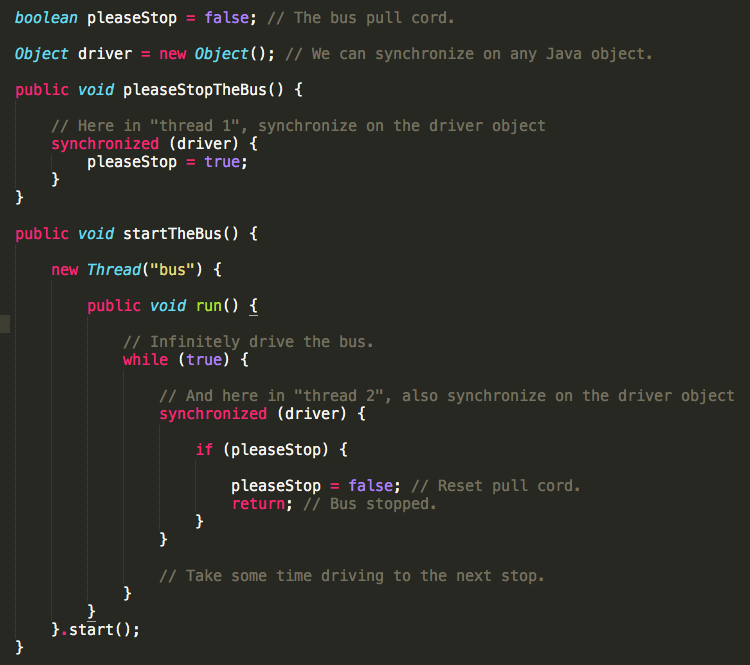 boolean pleaseStop = false; // The bus pull cord.
Object driver = new Object(); // We can synchronize on any Java object.
public void pleaseStopTheBus() {
// Here in "thread 1", synchronize on the driver object
synchronized (driver) {
pleaseStop = true;
}
}
public void startTheBus() {
new Thread("bus") {
public void run() {
// Infinitely drive the bus.
while (true) {
// And here in "thread 2", also synchronize on the driver object
synchronized (driver) {
if (pleaseStop) {
pleaseStop = false; // Reset pull cord.
return; // Bus stopped.
}
}
// Take some time driving to the next stop.
}
}
}.start();
}